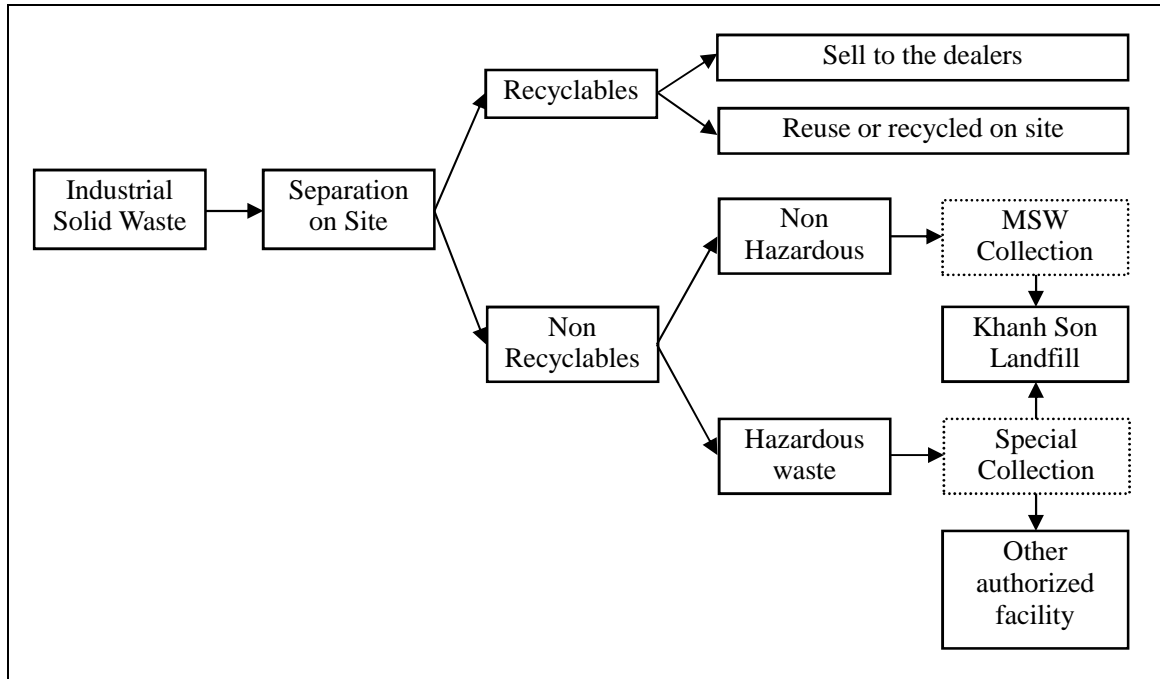 Industrial
Solid Waste
Separation
on Site
Recyclables
Sell to the dealers
Reuse or recycled on site
Non
Recyclables
Non
Hazardous
MSW
Collection
Khanh Son
Landfill
Hazardous
waste
Special
Collection
Other
authorized
facility